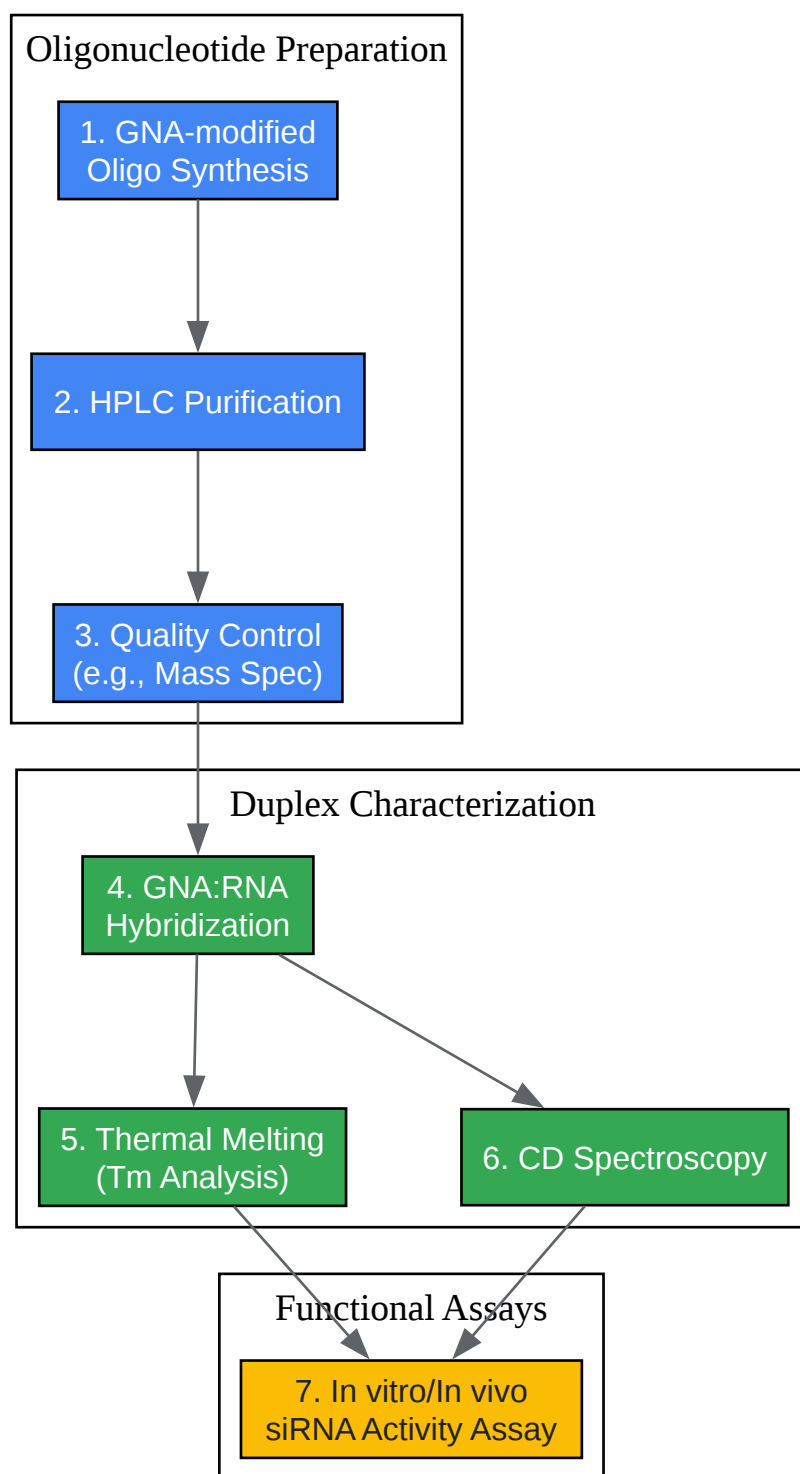 Oligonucleotide Preparation
1. GNA-modified
Oligo Synthesis
2. HPLC Purification
3. Quality Control
(e.g., Mass Spec)
Duplex Characterization
4. GNA:RNA
Hybridization
5. Thermal Melting
(Tm Analysis)
6. CD Spectroscopy
Functional Assays
7. In vitro/In vivo
siRNA Activity Assay